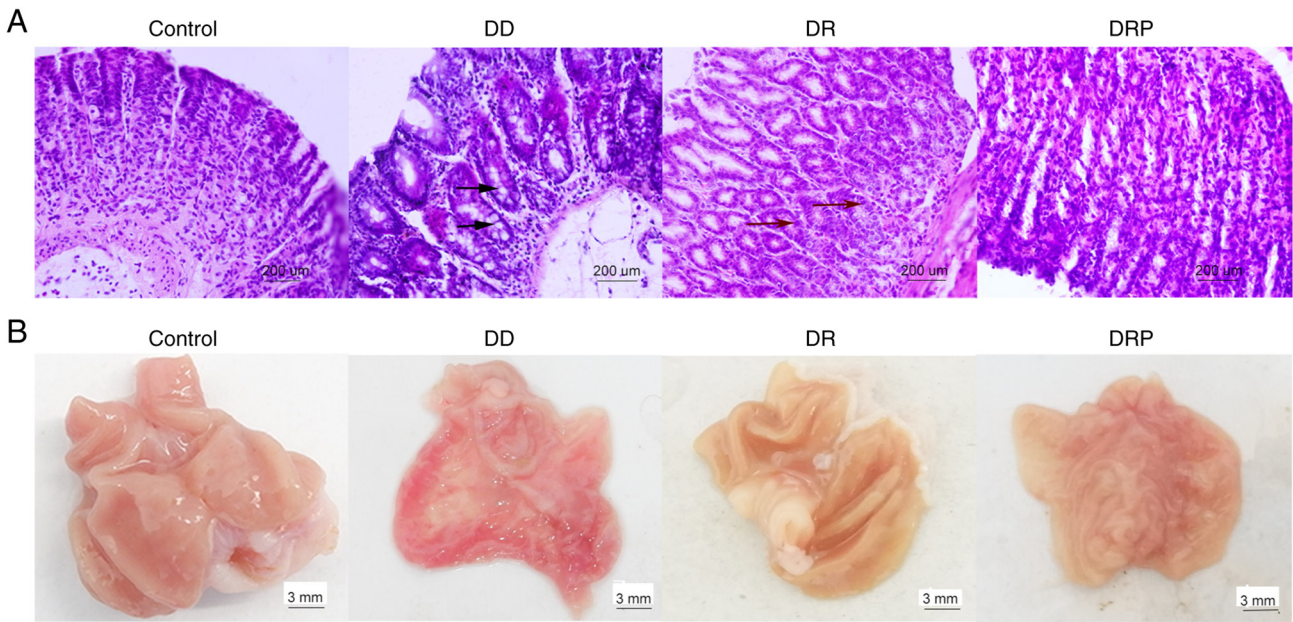 A
Control DD DR DRP
200 um 200 um 200 um 200 um
B
Control DD DR DRP
3 mm 3 mm 3 mm 3 mm